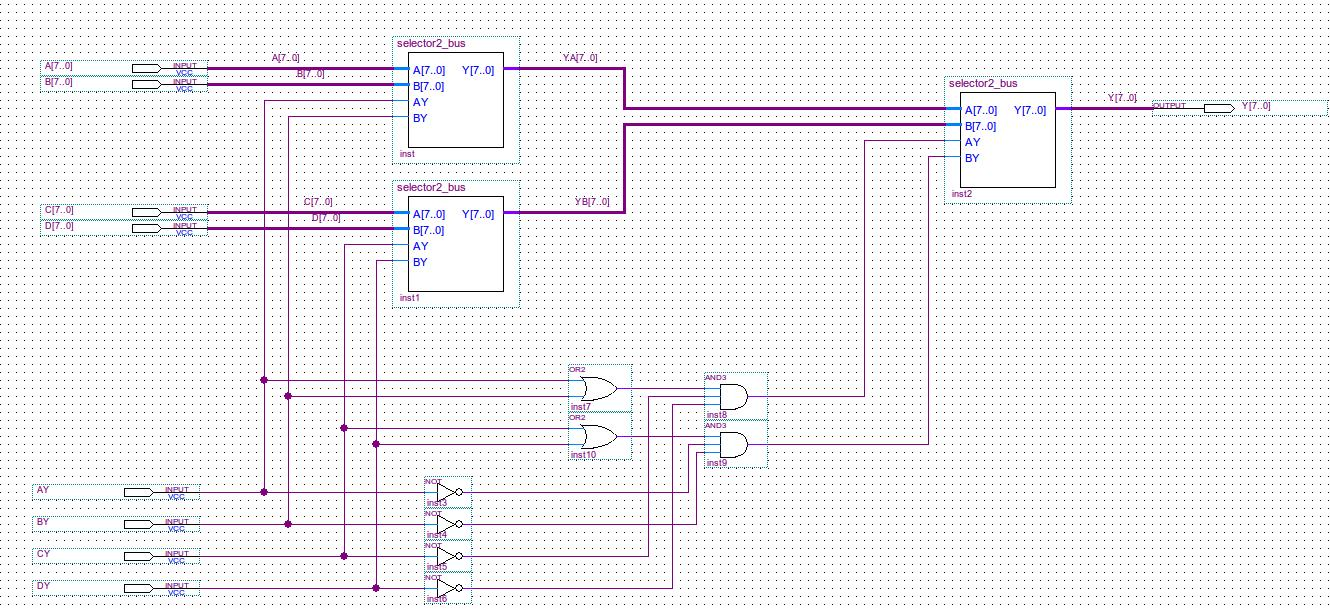 selector2_bus
A[7..0] INPUT VCC A[7..0] A[7..0] Y[7..0] YA[7..0]
B[7..0] INPUT VCC B[7..0] B[7..0]
AY
BY
inst
selector2_bus
A[7..0] Y[7..0] Y[7..0] OUTPUT Y[7..0]
B[7..0]
AY
BY
inst2
selector2_bus
C[7..0] INPUT VCC C[7..0] A[7..0] Y[7..0] YB[7..0]
D[7..0] INPUT VCC D[7..0] B[7..0]
AY
BY
inst1
OR2 AND3
inst7 inst8
OR2 AND3
inst10 inst9
AY INPUT VCC NOT inst3
BY INPUT VCC NOT inst4
CY INPUT VCC NOT inst5
DY INPUT VCC NOT inst6